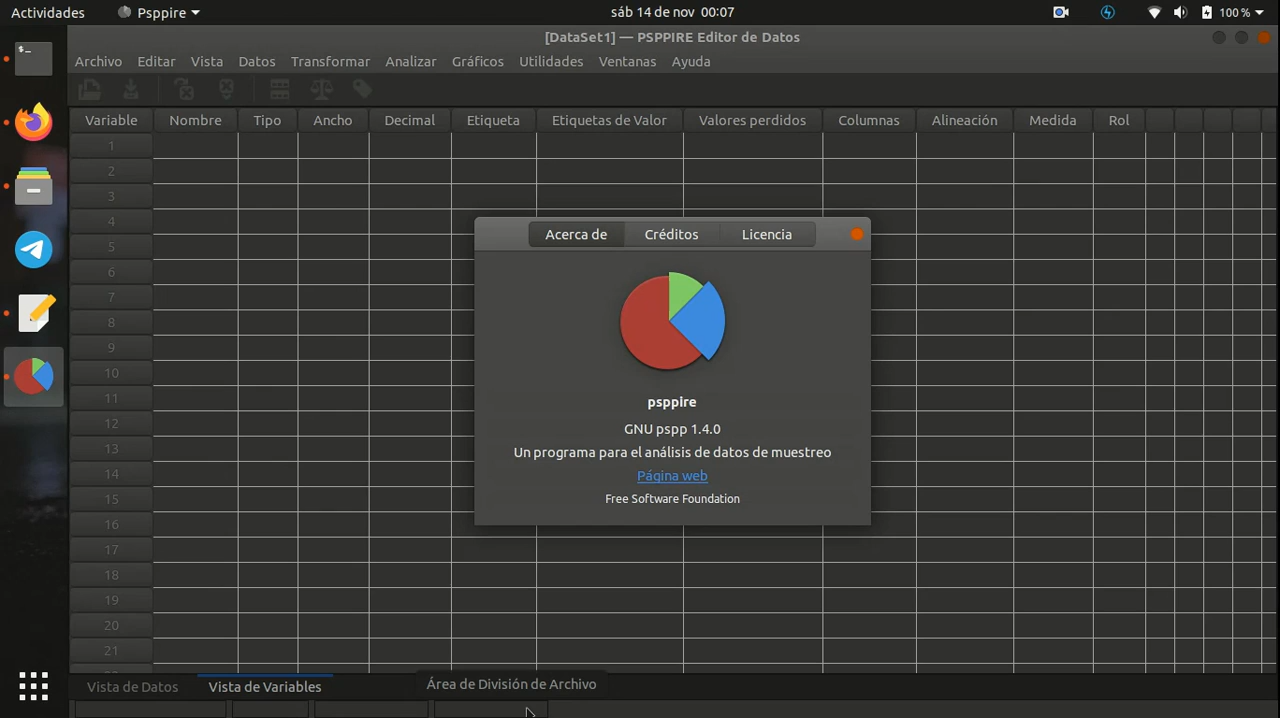 Actividades Psppire sáb 14 de nov 00:07 100 %
[DataSet1] — PSPPIRE Editor de Datos
Archivo Editar Vista Datos Transformar Analizar Gráficos Utilidades Ventanas Ayuda
Variable Nombre Tipo Ancho Decimal Etiqueta Etiquetas de Valor Valores perdidos Columnas Alineación Medida Rol
1
2
3
4
5
6
7
8
9
10
11
12
13
14
15
16
17
18
19
20
21
Acerca de Créditos Licencia
psppire
GNU pspp 1.4.0
Un programa para el análisis de datos de muestreo
Página web
Free Software Foundation
Vista de Datos Vista de Variables Área de División de Archivo